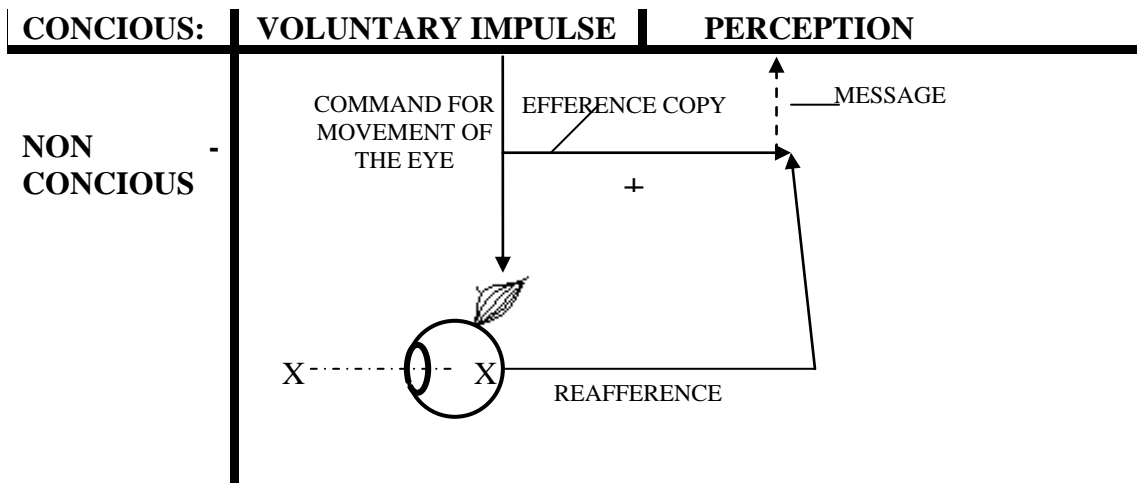 CONCIOUS: VOLUNTARY IMPULSE PERCEPTION
COMMAND FOR
MOVEMENT OF
THE EYE
EFFERENCE COPY
MESSAGE
NON -
CONCIOUS
+
X X
REAFFERENCE